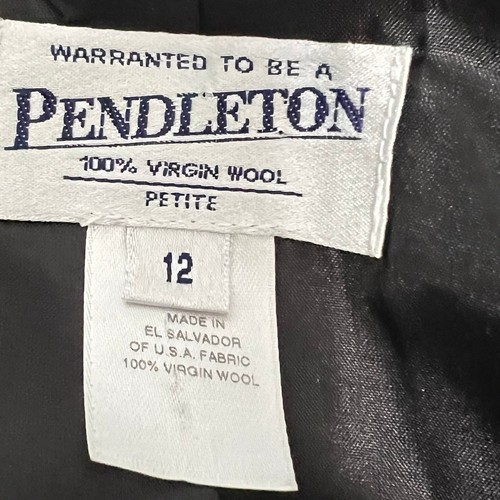 WARRANTED TO BE A
PENDLETON
100% VIRGIN WOOL
PETITE
12
MADE IN
EL SALVADOR
OF U.S.A. FABRIC
100% VIRGIN WOOL